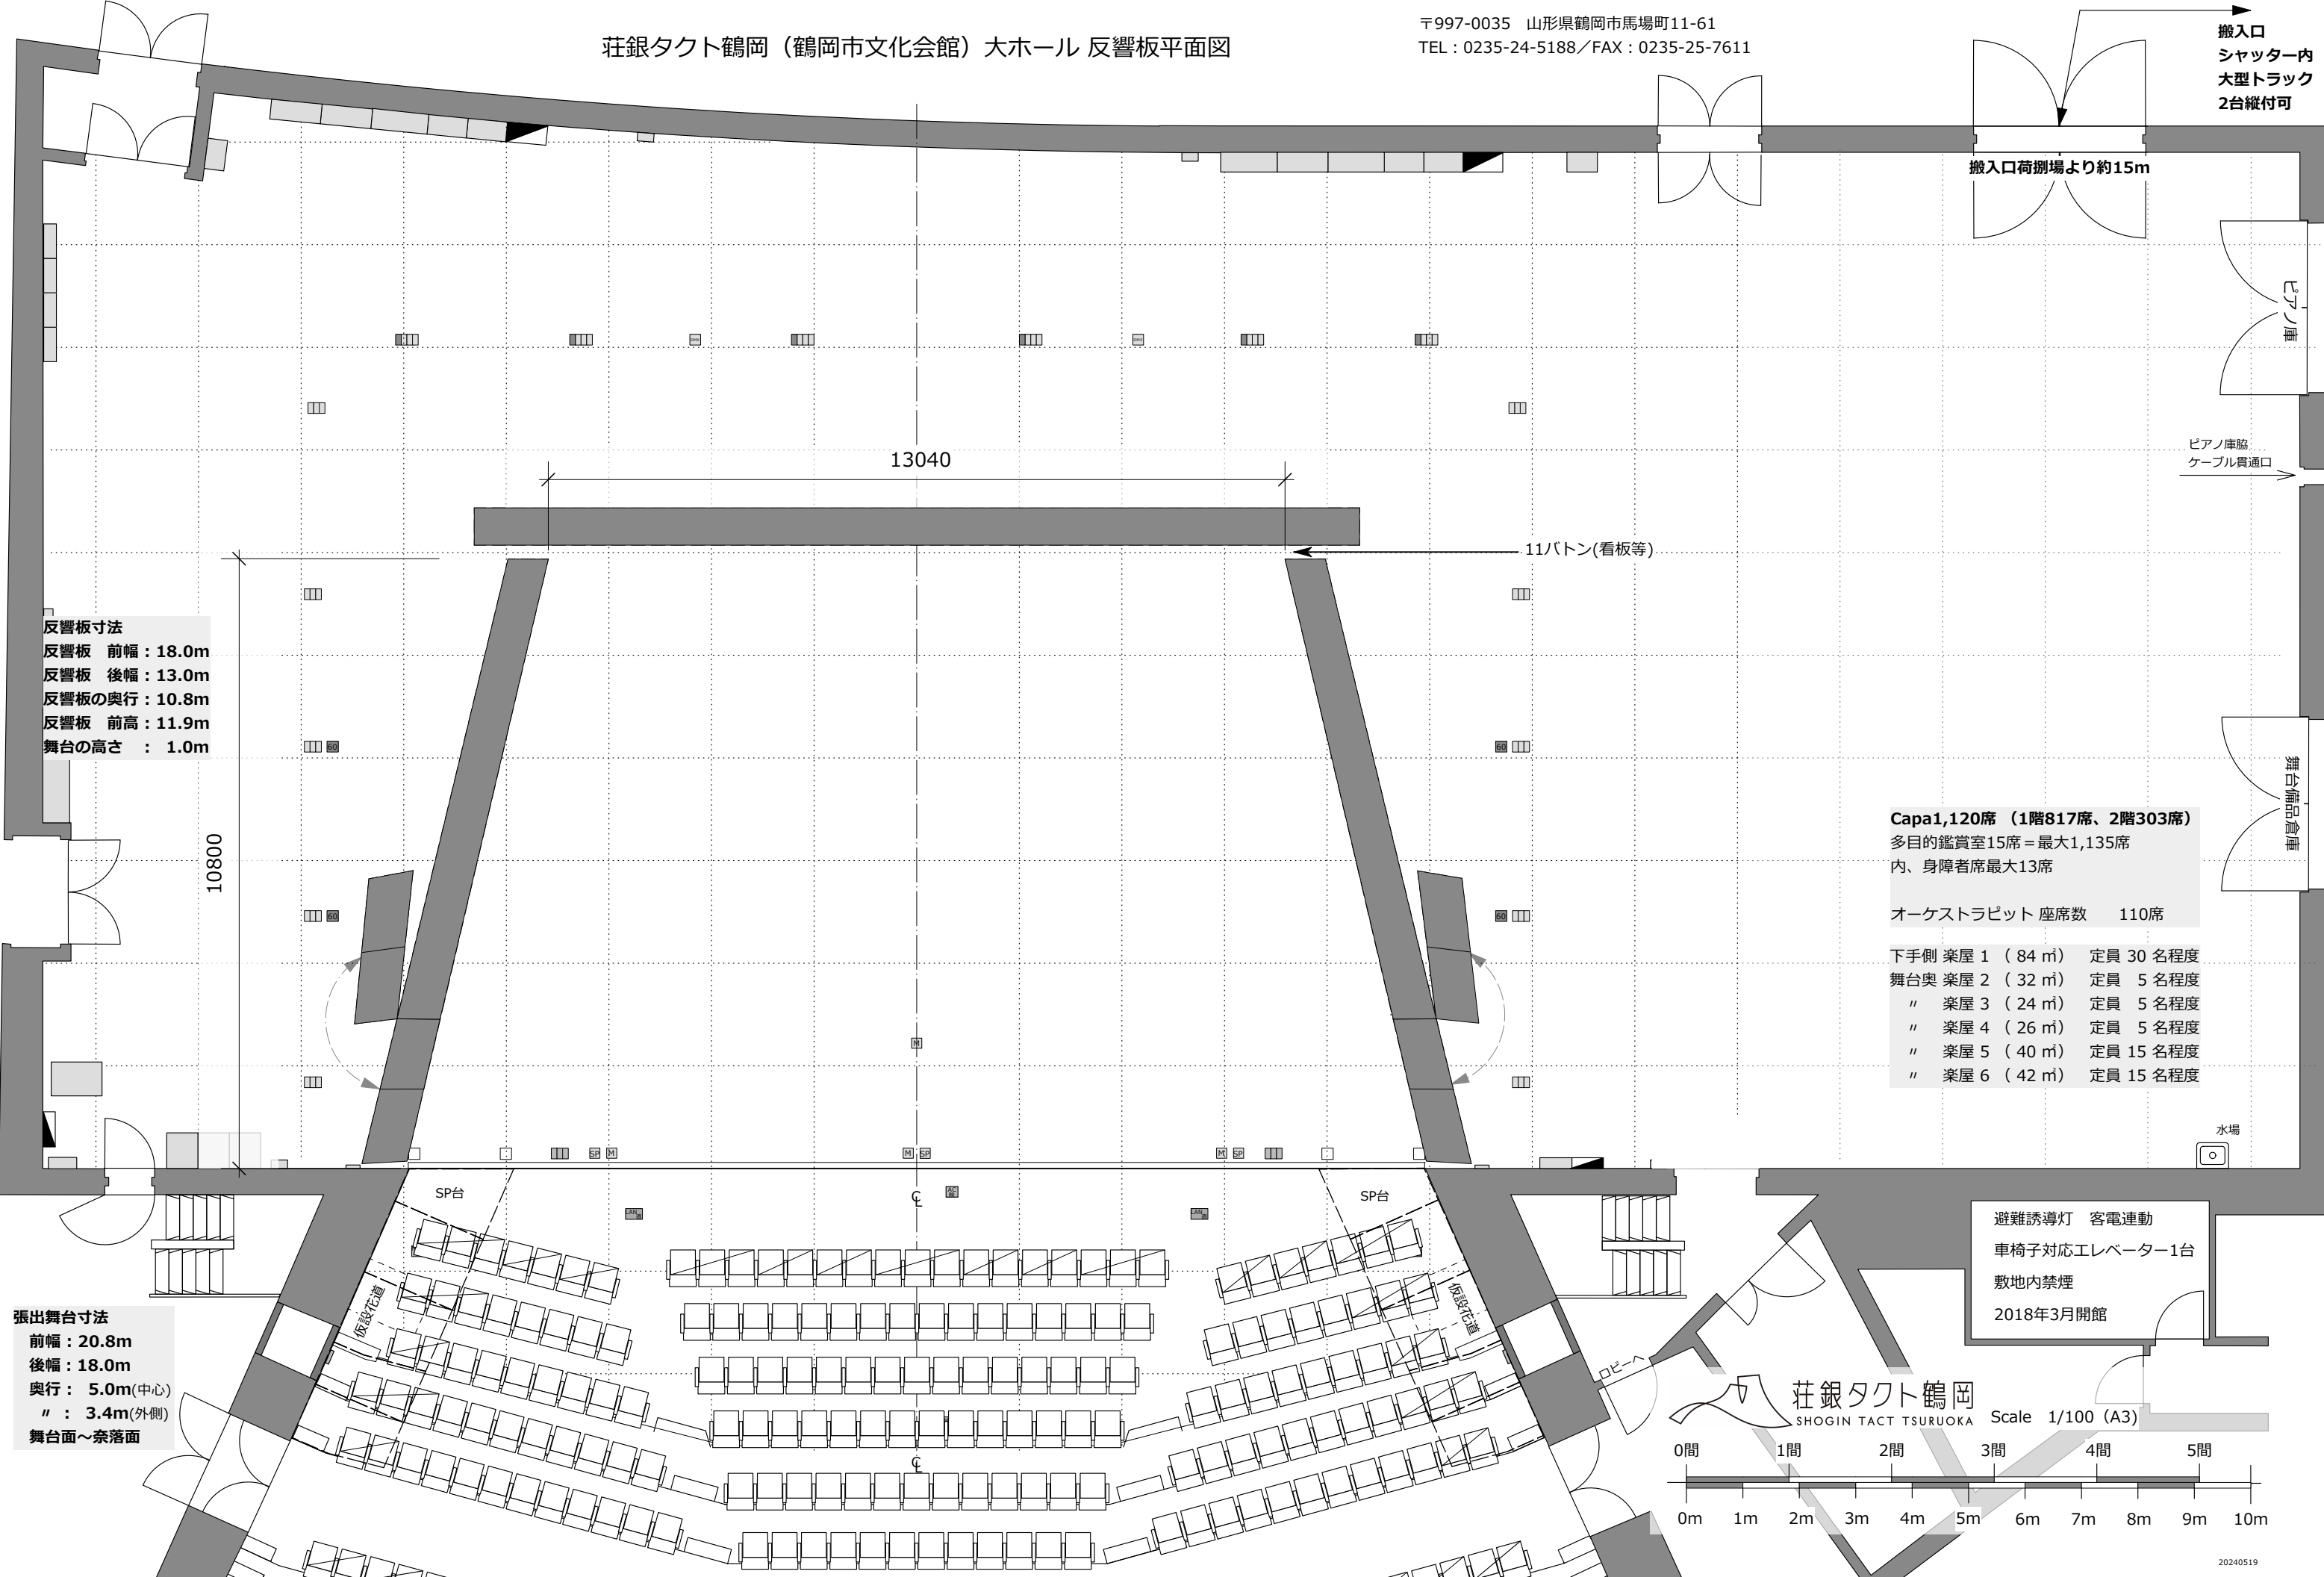 荘銀タクト鶴岡（鶴岡市文化会館）大ホール 反響板平面図
〒997-0035　山形県鶴岡市馬場町11-61
TEL：0235-24-5188／FAX：0235-25-7611
搬入口
シャッター内
大型トラック
2台縦付可
搬入口荷捌場より約15m
ピアノ庫
ピアノ庫脇
ケーブル貫通口
13040
11バトン(看板等)
10800
反響板寸法
反響板　前幅：18.0m
反響板　後幅：13.0m
反響板の奥行：10.8m
反響板　前高：11.9m
舞台の高さ　：　1.0m
60
60
60
60
舞台備品倉庫
Capa1,120席 （1階817席、2階303席）
多目的鑑賞室15席＝最大1,135席
内、身障者席最大13席
オーケストラピット 座席数　　110席
下手側 楽屋 1 （ 84 ㎡）　定員 30 名程度
舞台奥 楽屋 2 （ 32 ㎡）　定員　5 名程度
〃　楽屋 3 （ 24 ㎡）　定員　5 名程度
〃　楽屋 4 （ 26 ㎡）　定員　5 名程度
〃　楽屋 5 （ 40 ㎡）　定員 15 名程度
〃　楽屋 6 （ 42 ㎡）　定員 15 名程度
水場
M
SP M
M SP
M SP
SP台
SP台
℄
LAN
LAN
仮設花道
仮設花道
ロビーへ
℄
張出舞台寸法
前幅：20.8m
後幅：18.0m
奥行：　5.0m(中心)
〃 ：　3.4m(外側)
舞台面～奈落面
避難誘導灯　客電連動
車椅子対応エレベーター1台
敷地内禁煙
2018年3月開館
荘銀タクト鶴岡
SHOGIN TACT TSURUOKA
Scale　1/100（A3）
0間 1間 2間 3間 4間 5間
0m 1m 2m 3m 4m 5m 6m 7m 8m 9m 10m
20240519